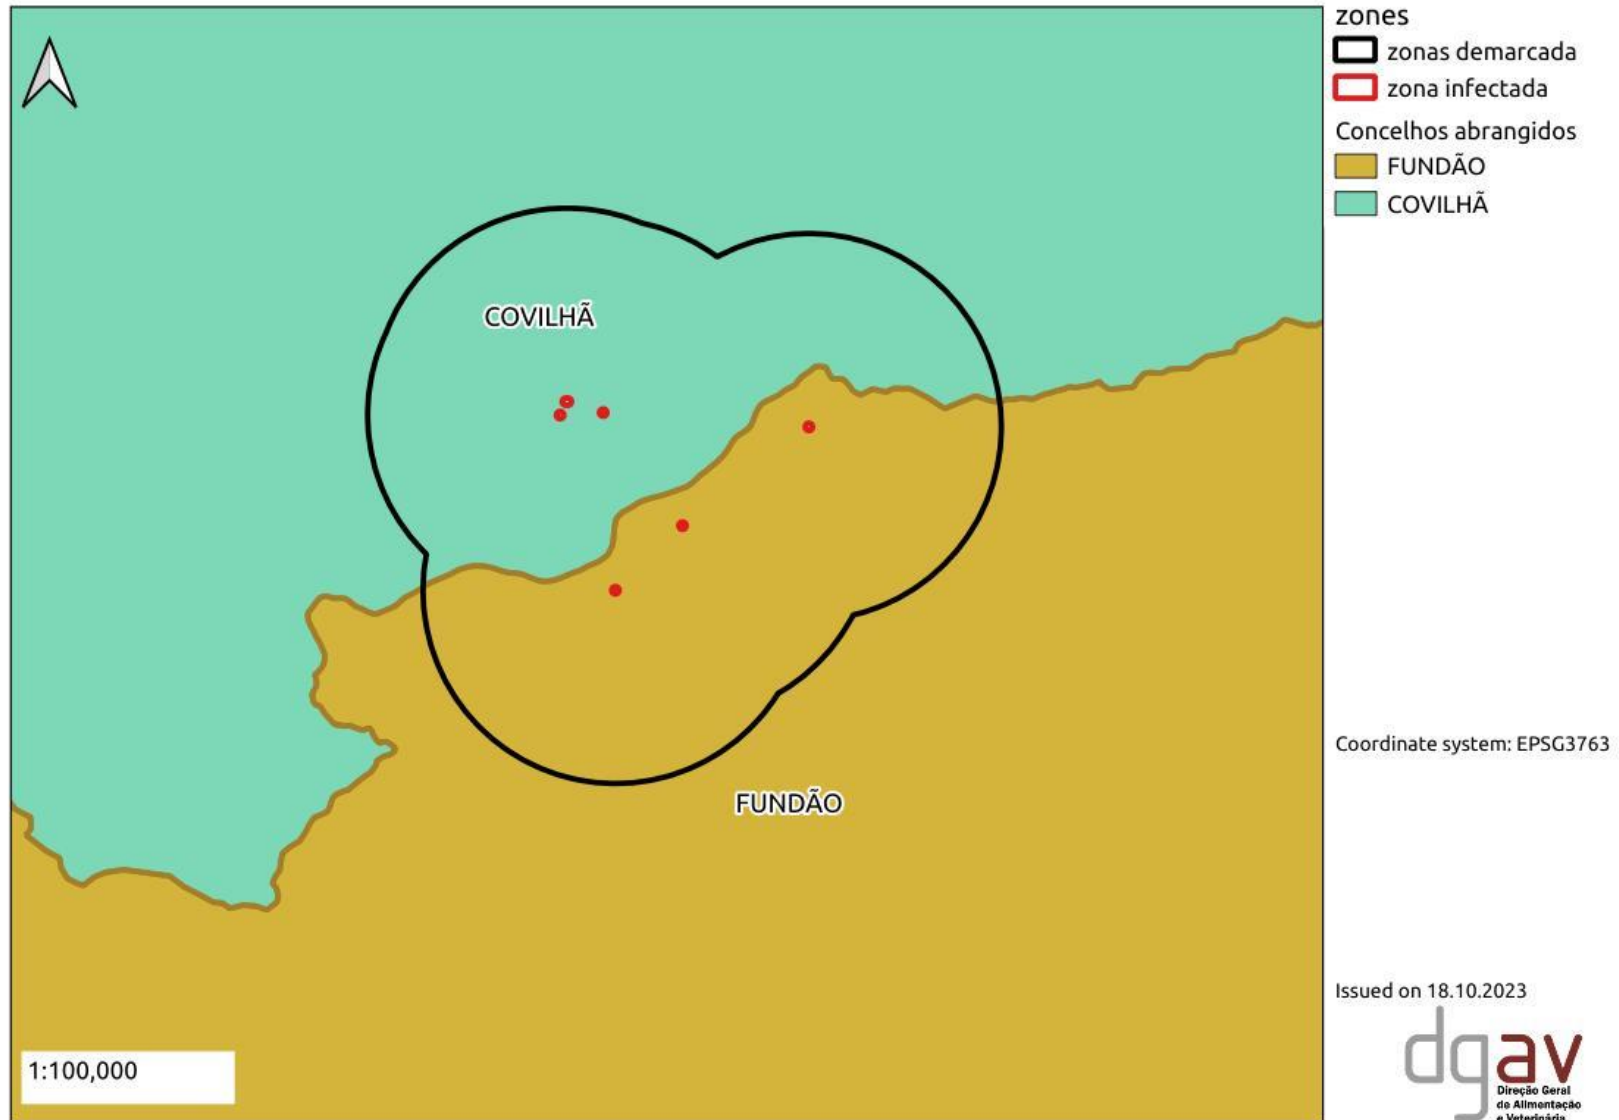 zones
zonas demarcada
zona infectada
Concelhos abrangidos
FUNDÃO
COVILHÃ
COVILHÃ
FUNDÃO
Coordinate system: EPSG3763
Issued on 18.10.2023
1:100,000
dgav
Direção Geral
de Alimentação
e Veterinária